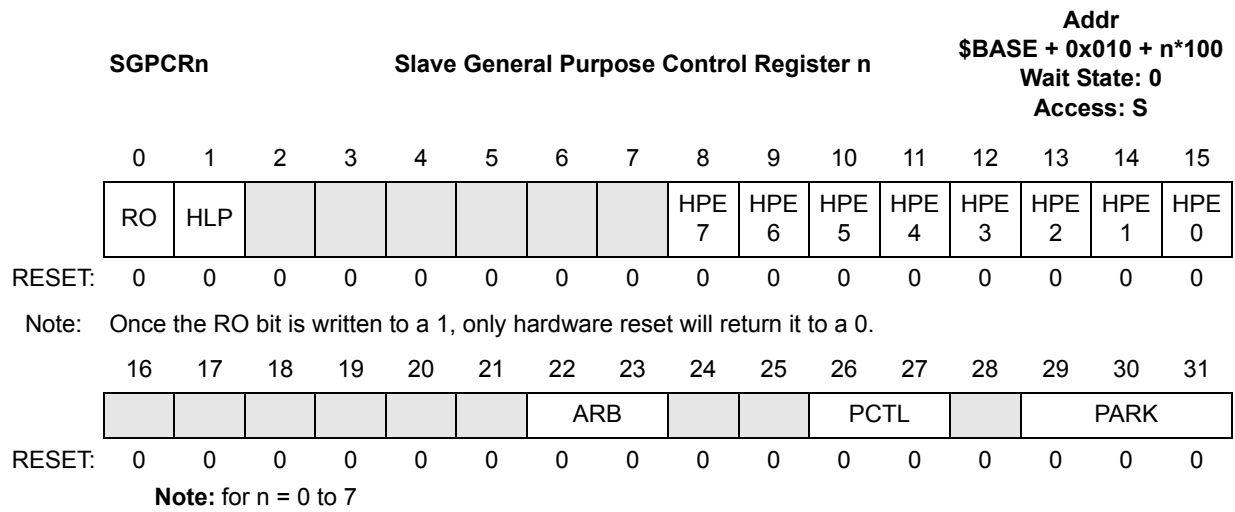 SGPCRn Slave General Purpose Control Register n Addr
$BASE + 0x010 + n*100
Wait State: 0
Access: S
0 1 2 3 4 5 6 7 8 9 10 11 12 13 14 15
RO HLP HPE 7 HPE 6 HPE 5 HPE 4 HPE 3 HPE 2 HPE 1 HPE 0
RESET: 0 0 0 0 0 0 0 0 0 0 0 0 0 0 0 0
Note: Once the RO bit is written to a 1, only hardware reset will return it to a 0.
16 17 18 19 20 21 22 23 24 25 26 27 28 29 30 31
ARB PCTL PARK
RESET: 0 0 0 0 0 0 0 0 0 0 0 0 0 0 0 0
Note: for n = 0 to 7